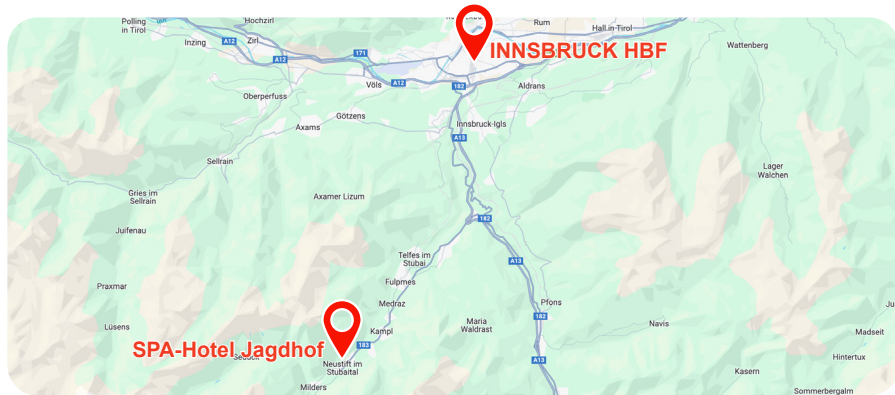 Polling
in Tirol
Hochzirl
Rum
Hall in Tirol
Inzing
A12
Zirl
171
INNSBRUCK HBF
Wattenberg
A12
A12
Völs
182
Aldrans
Oberperfuss
Götzens
Axams
Innsbruck-Igls
A13
Sellrain
Lager
Walchen
Gries im
Sellrain
Axamer Lizum
Juifenau
182
Telfes im
Stubai
A13
Fulpmes
Praxmar
Medraz
Pfons
Lüsens
Kampl
Maria
Waldrast
182
Navis
Madseit
183
SPA-Hotel Jagdhof
Neustift im
Stubaital
A13
Hintertux
Kasern
Milders
Sommerbergalm